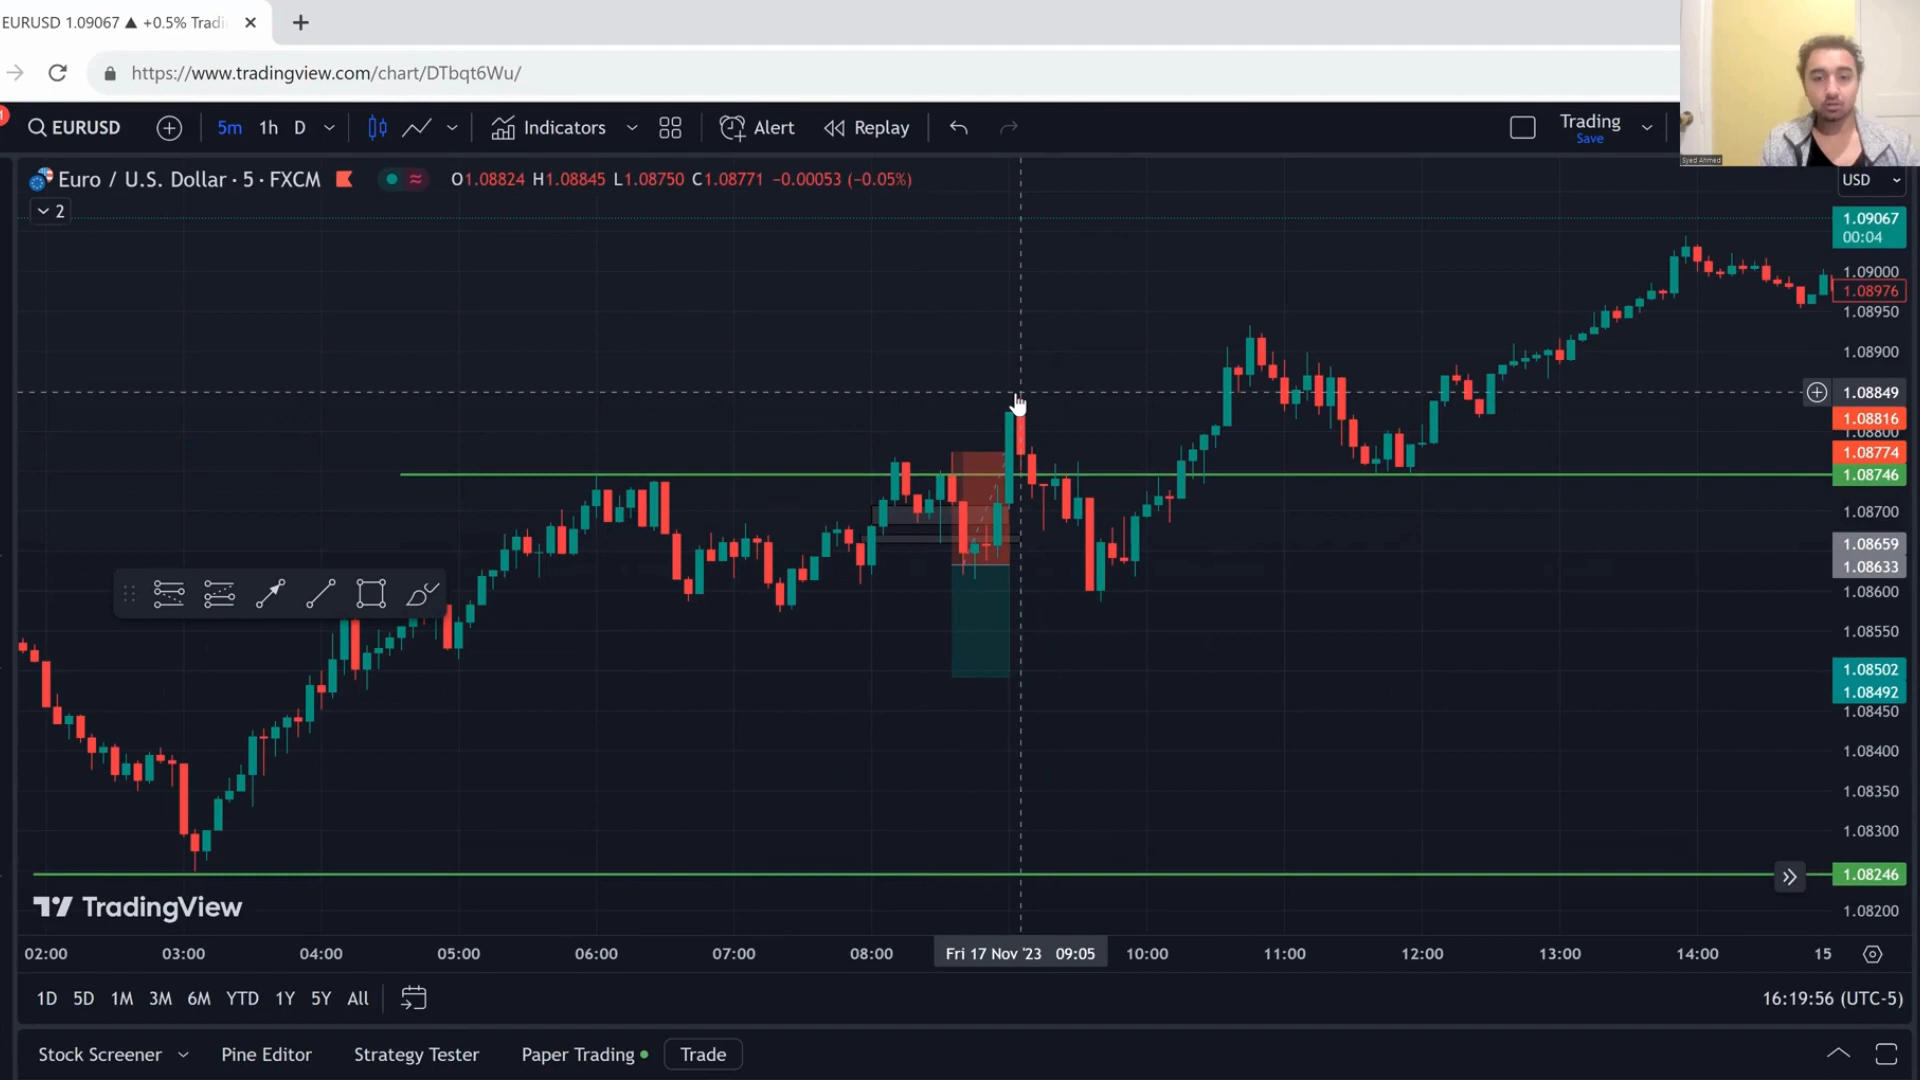 EURUSD 1.09067 ▲ +0.5% Tradi
https://www.tradingview.com/chart/DTbqt6Wu/
EURUSD 5m 1h D Indicators Alert Replay Trading
Save
Syed Ahmed
Euro / U.S. Dollar · 5 · FXCM O1.08824 H1.08845 L1.08750 C1.08771 −0.00053 (−0.05%)
USD
2
1.09067
00:04
1.09000
1.08976
1.08950
1.08900
1.08849
1.08816
1.08800
1.08774
1.08746
1.08700
1.08659
1.08633
1.08600
1.08550
1.08502
1.08492
1.08450
1.08400
1.08350
1.08300
1.08246
1.08200
TradingView
02:00 03:00 04:00 05:00 06:00 07:00 08:00 Fri 17 Nov '23 09:05 10:00 11:00 12:00 13:00 14:00 15
1D 5D 1M 3M 6M YTD 1Y 5Y All 16:19:56 (UTC-5)
Stock Screener Pine Editor Strategy Tester Paper Trading Trade